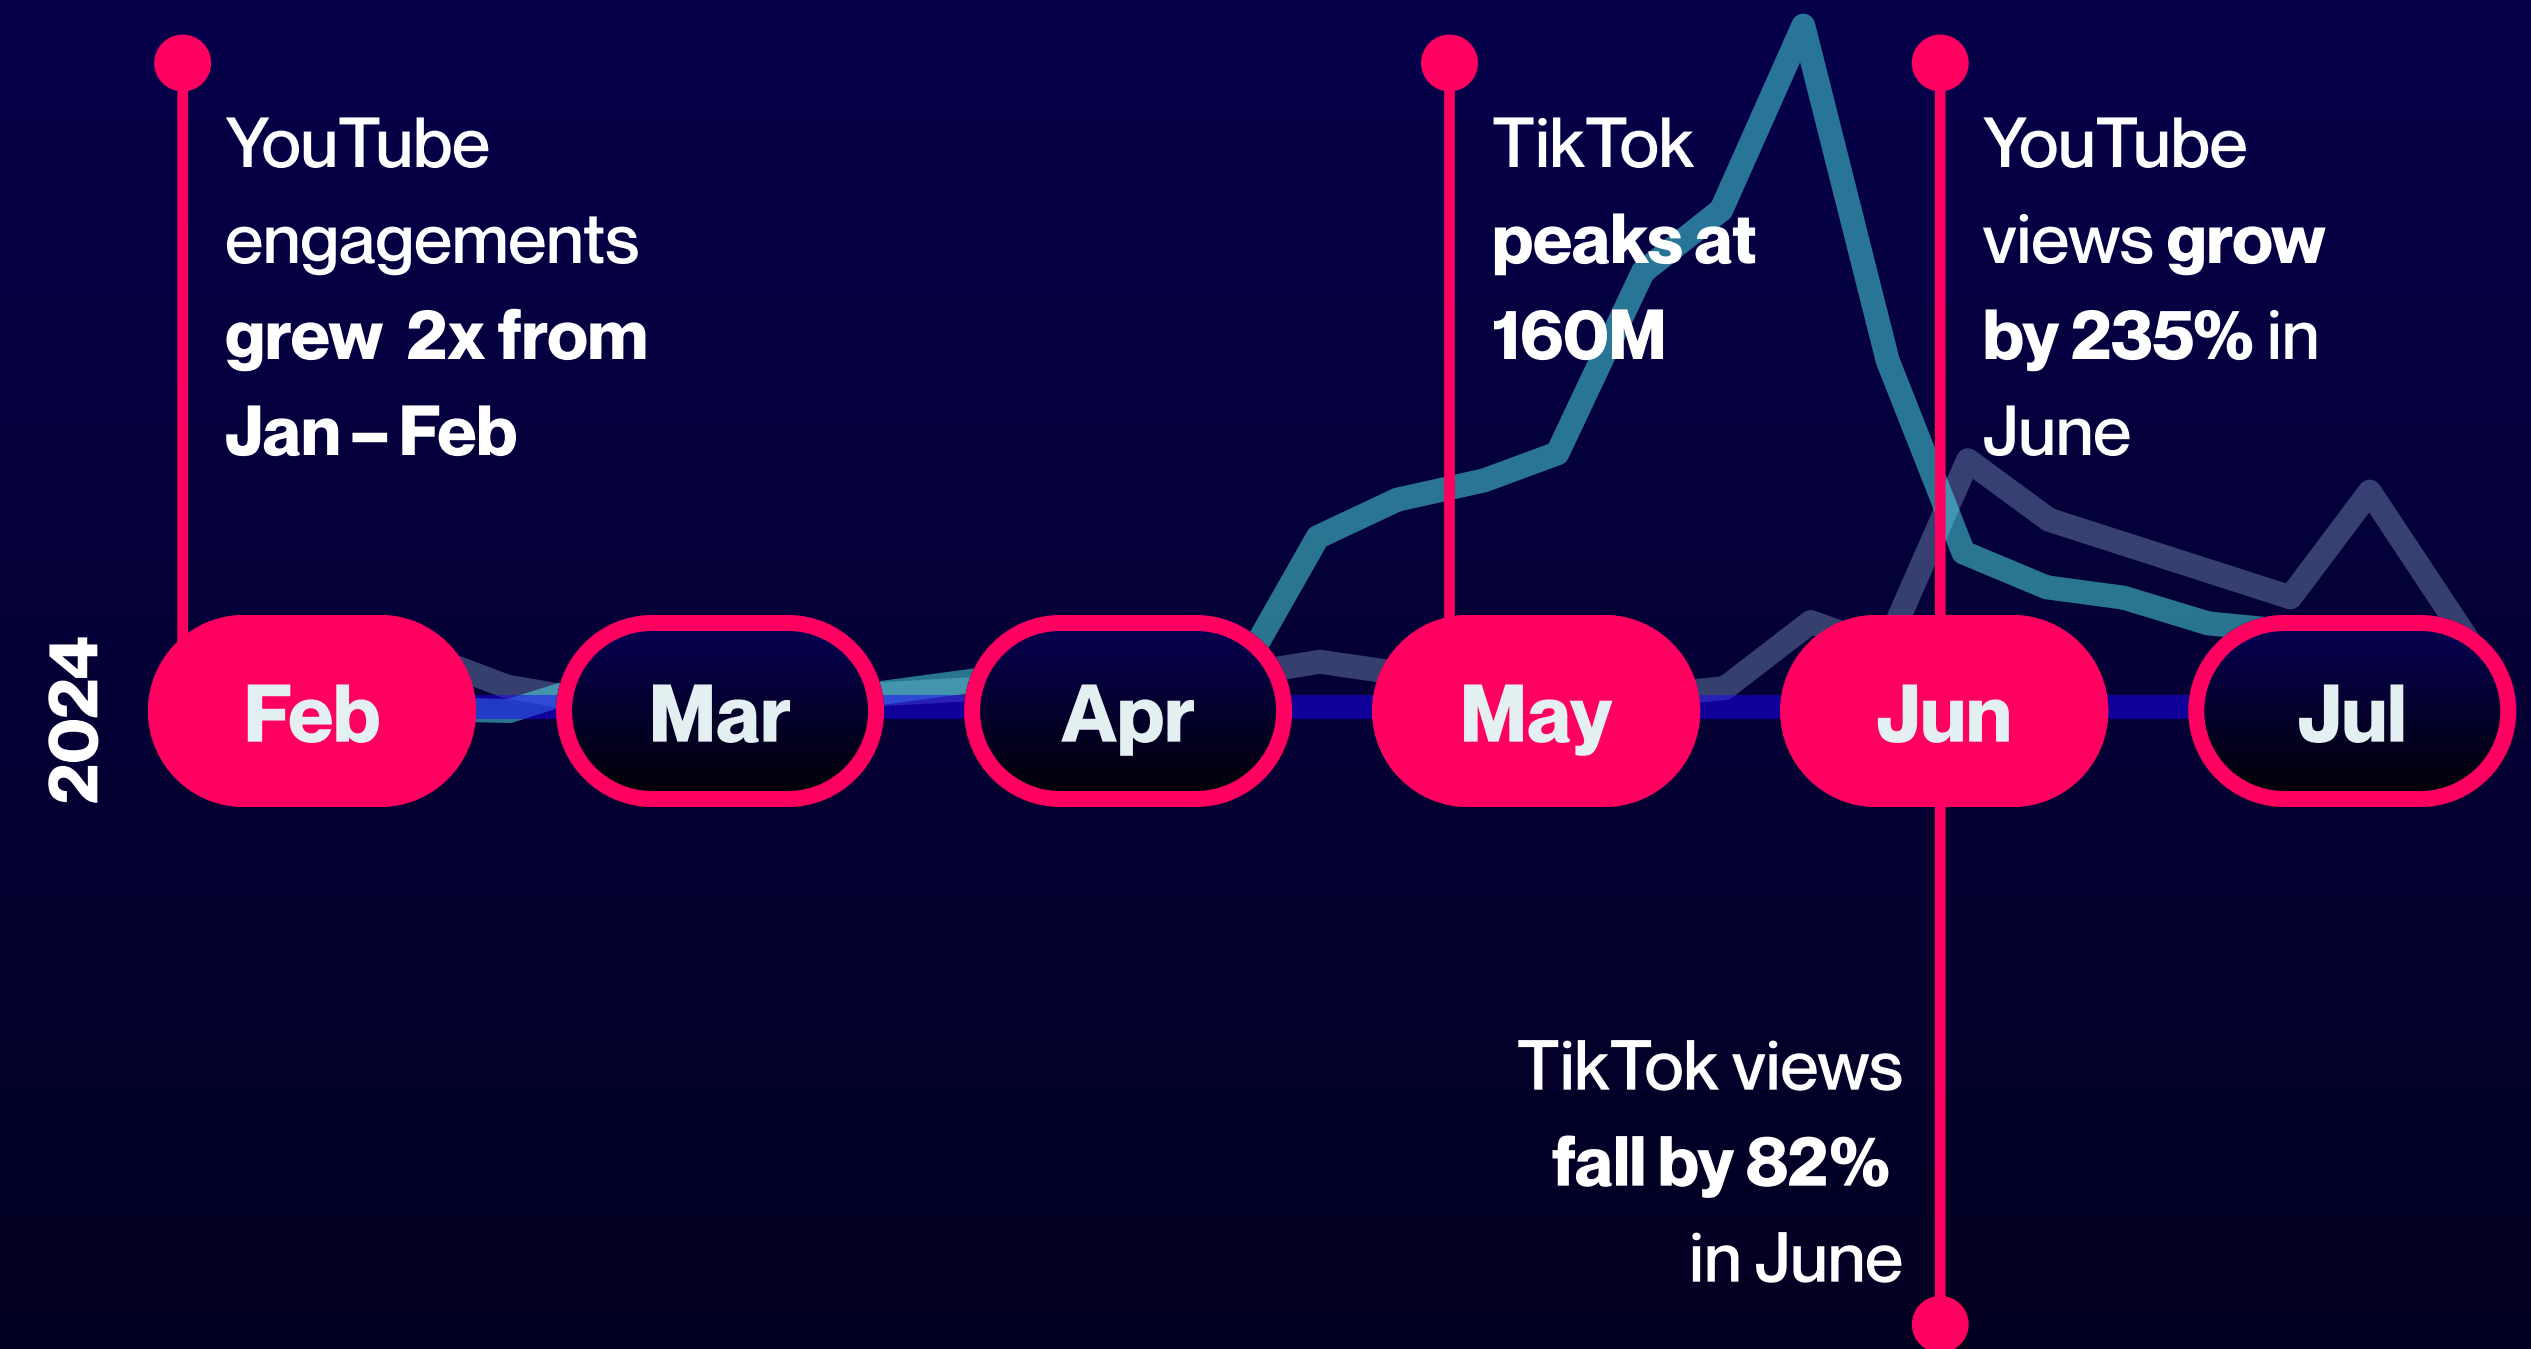 YouTube
engagements
grew 2x from
Jan – Feb
TikTok
peaks at
160M
YouTube
views grow
by 235% in
June
2024
Feb
Mar
Apr
May
Jun
Jul
TikTok views
fall by 82%
in June